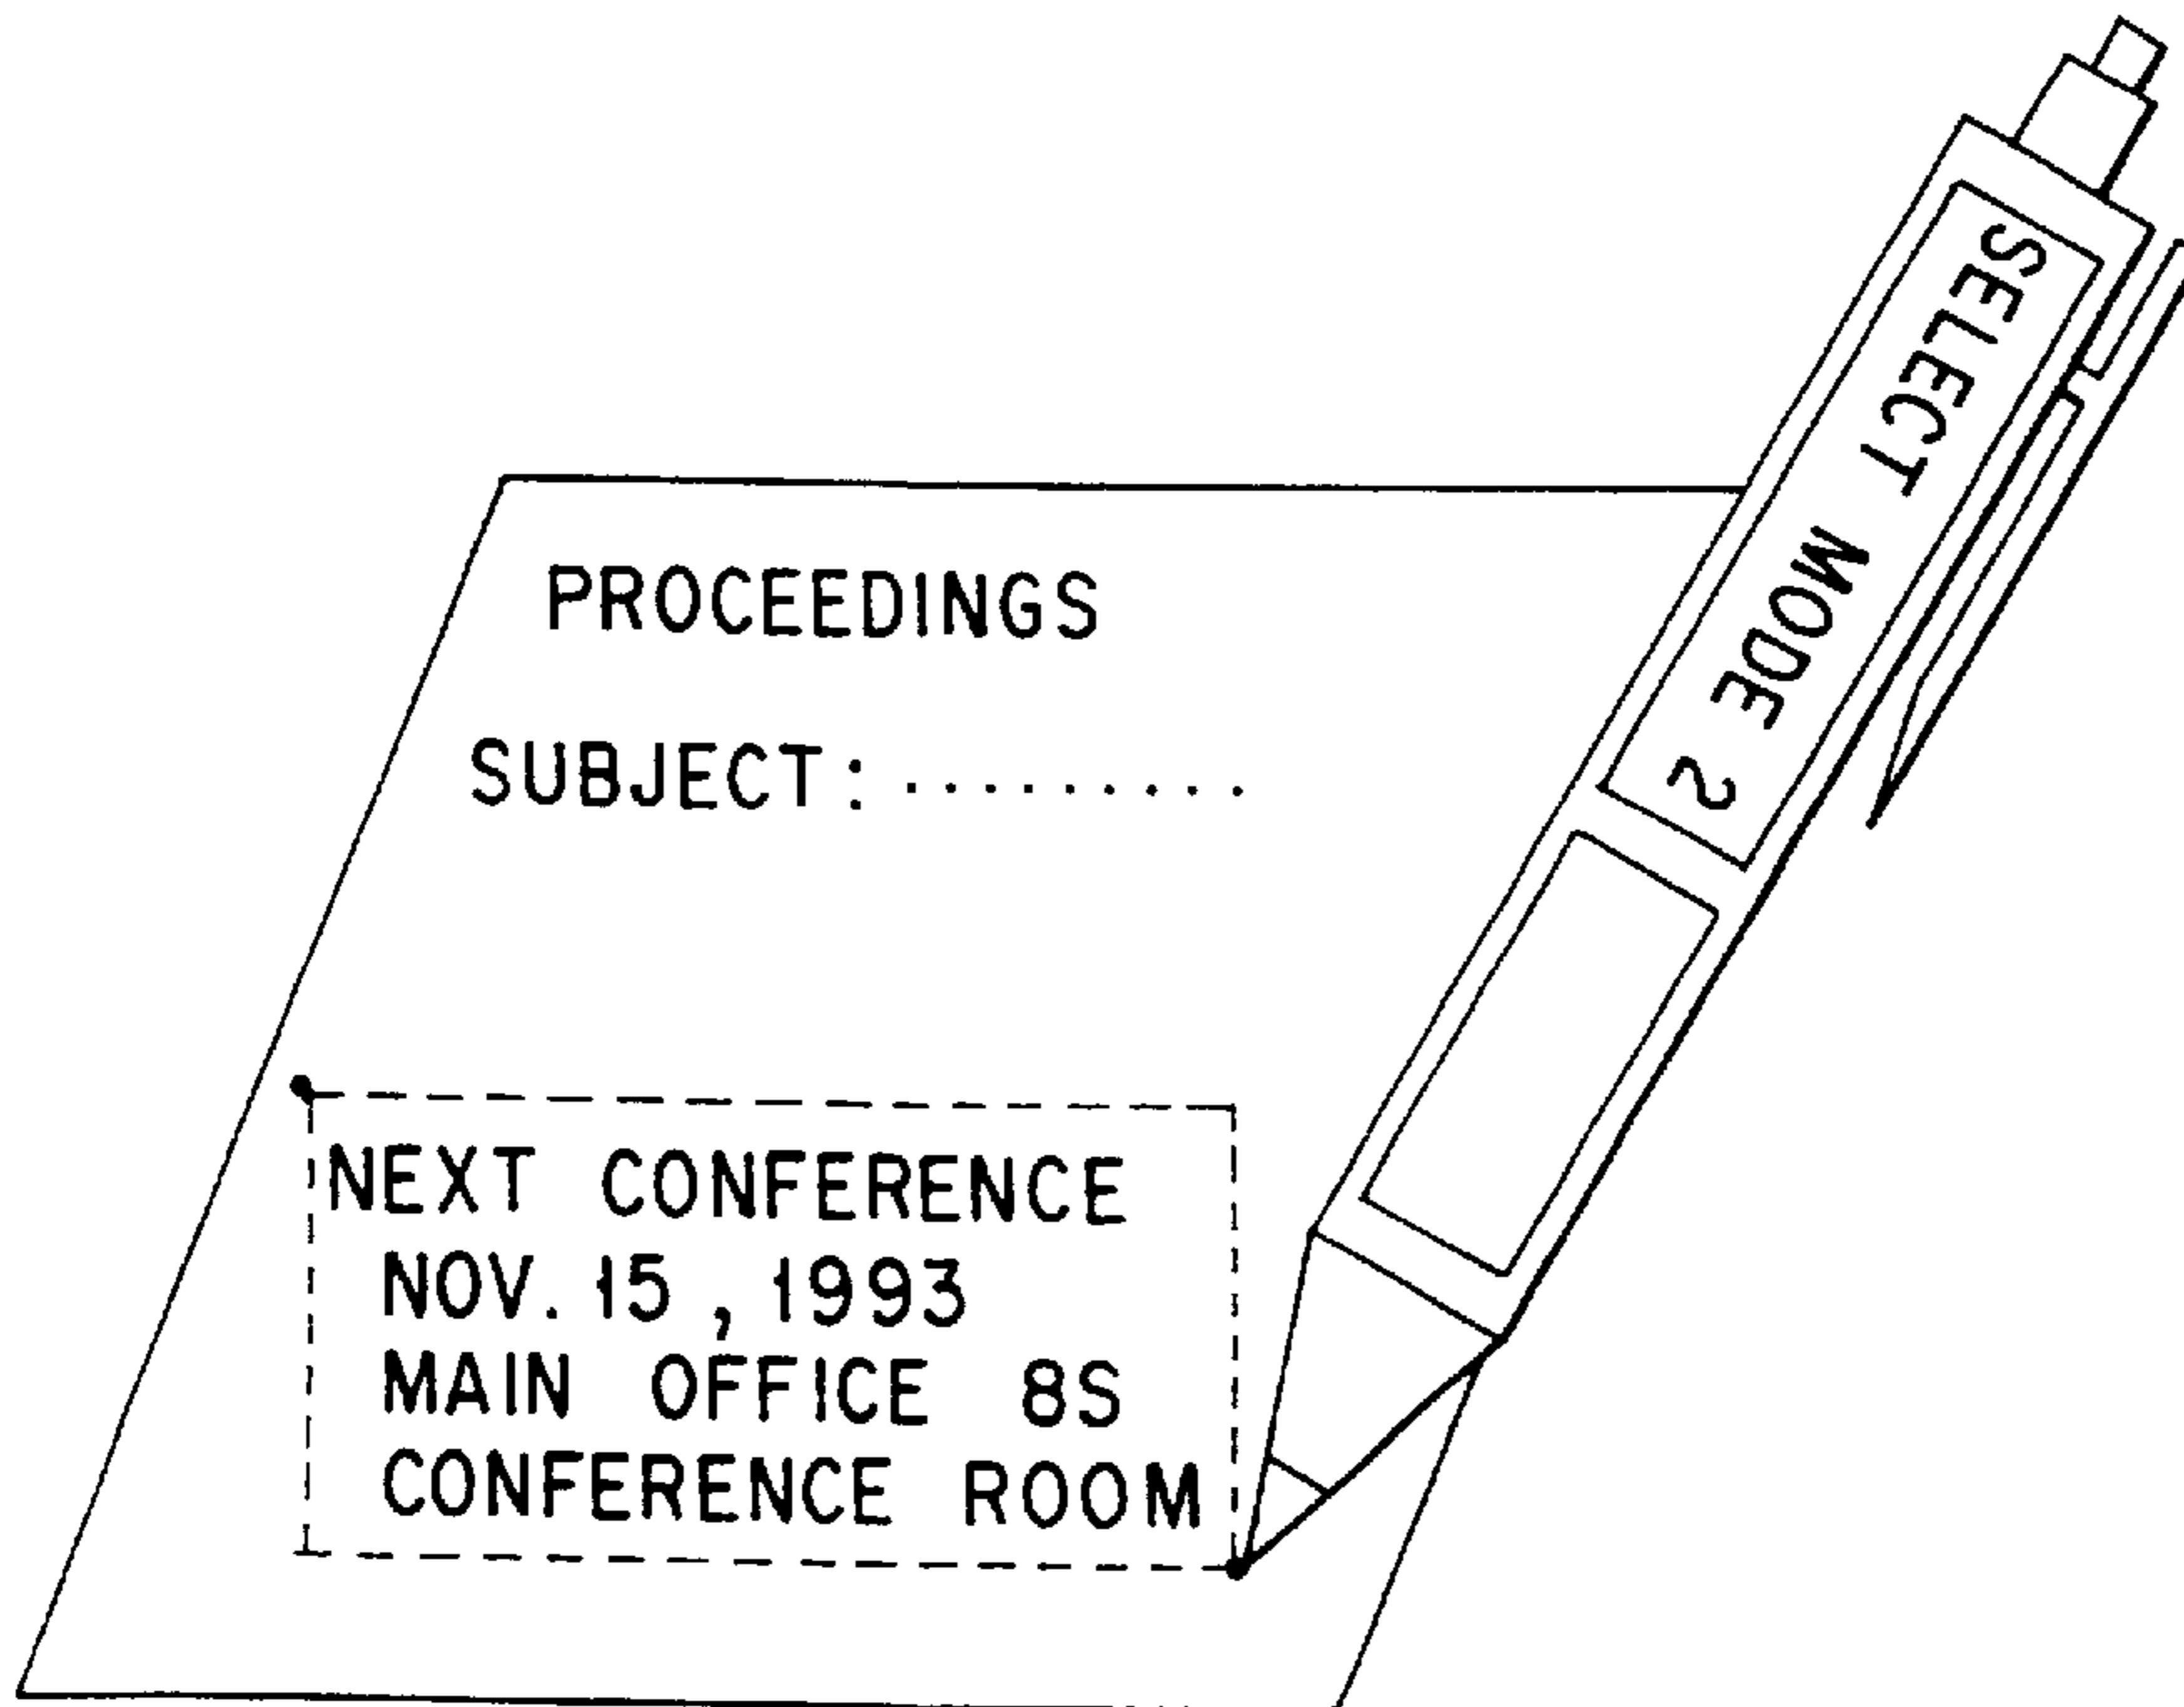 PROCEEDINGS
SUBJECT: .........
NEXT CONFERENCE
NOV. 15, 1993
MAIN OFFICE 8S
CONFERENCE ROOM
SELECT MODE 2